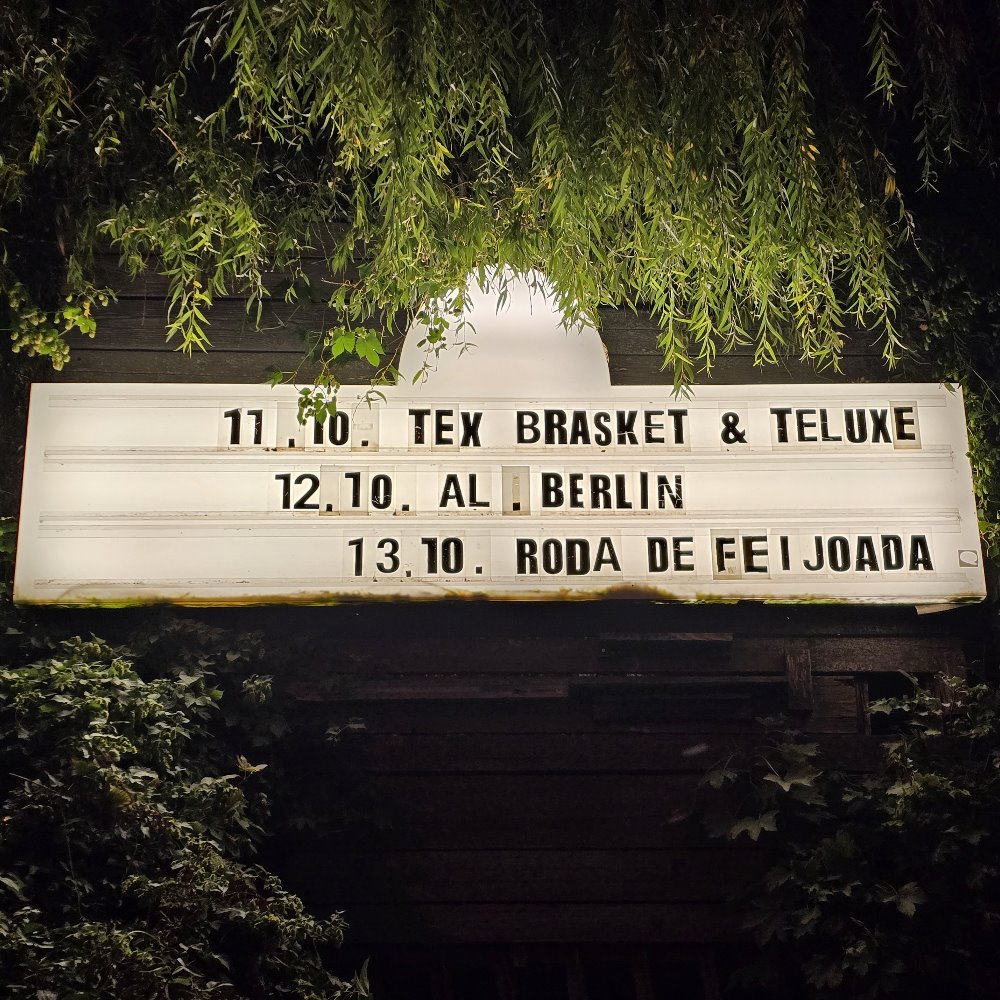 11.10. TEX BRASKET & TELUXE
12.10. AL.BERLIN
13.10. RODA DE FEIJOADA